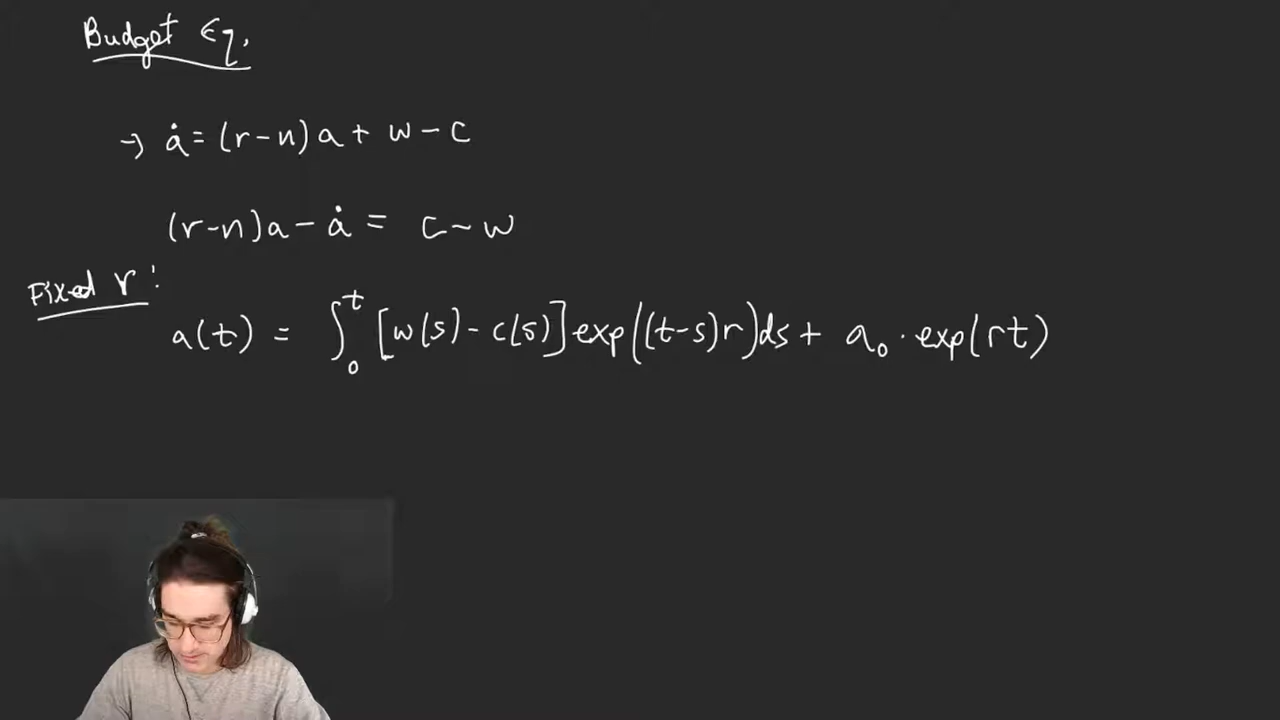 Budget Eq.
→ ȧ = (r-n)a + w - c
(r-n)a - ȧ = c - w
Fixed r:
a(t) = ∫₀ᵗ [w(s) - c(s)] exp((t-s)r)ds + a₀ · exp(rt)